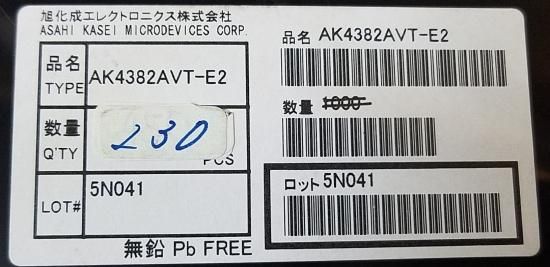 旭化成エレクトロニクス株式会社
ASAHI KASEI MICRODEVICES CORP.
品名
TYPE
AK4382AVT-E2
数量
Q'TY
230
PCS
LOT#
5N041
無鉛 Pb FREE
品名 AK4382AVT-E2
数量 1000
ロット 5N041